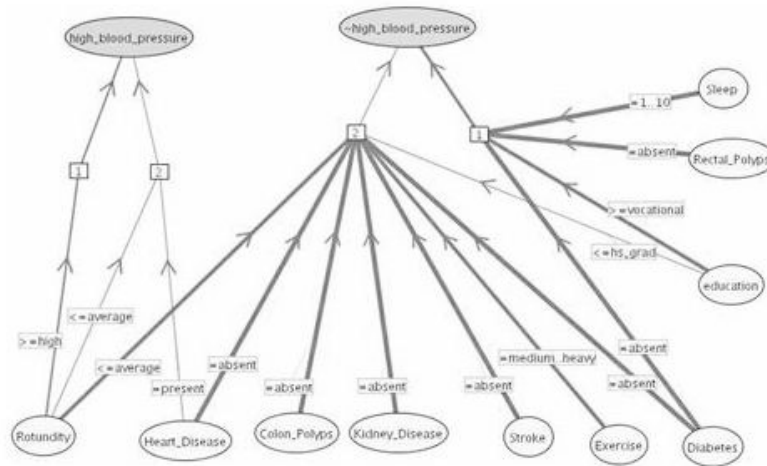 high_blood_pressure
~high_blood_pressure
Sleep
=1..10
2
1
=absent
Rectal_Polyps
1
2
>=vocational
<=hs_grad
education
<=average
>=high
=absent
<=average
=absent
=medium..heavy
=present
=absent
=absent
=absent
=absent
Rotundity
Heart_Disease
Colon_Polyps
Kidney_Disease
Stroke
Exercise
Diabetes